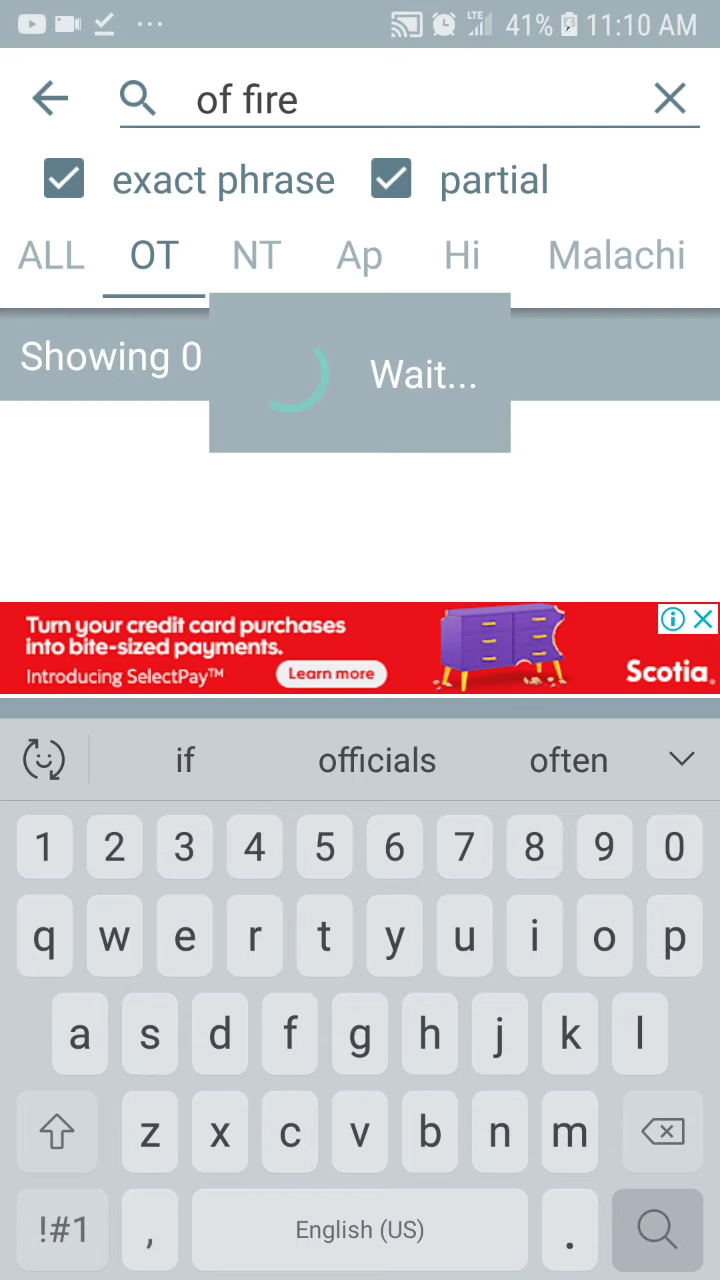 LTE 41% 11:10 AM
of fire
exact phrase partial
ALL OT NT Ap Hi Malachi
Showing 0
Wait...
Turn your credit card purchases
into bite-sized payments.
Introducing SelectPay™ Learn more
Scotia.
if officials often
1 2 3 4 5 6 7 8 9 0
q w e r t y u i o p
a s d f g h j k l
z x c v b n m
!#1 , English (US) .